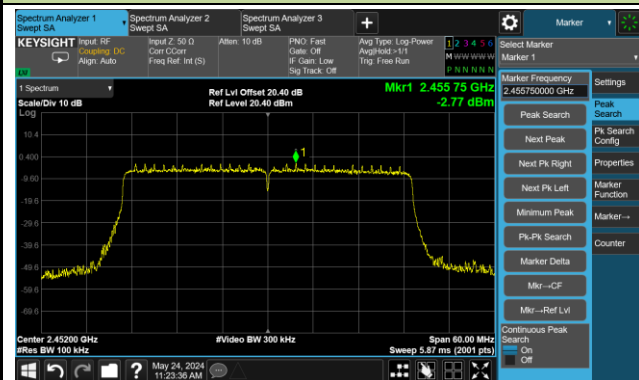 Spectrum Analyzer 1
Swept SA
Spectrum Analyzer 2
Swept SA
Spectrum Analyzer 3
Swept SA
+
Marker
KEYSIGHT
Input: RF
Coupling: DC
Align: Auto
Input Z: 50 Ω
Corr CCorr
Freq Ref: Int (S)
Atten: 10 dB
PNO: Fast
Gate: Off
IF Gain: Low
Sig Track: Off
Avg Type: Log-Power
Avg|Hold:>1/1
Trig: Free Run
1 2 3 4 5 6
M W W W W W
P N N N N N
LVI
Select Marker
Marker 1
1 Spectrum
Scale/Div 10 dB
Log
Ref Lvl Offset 20.40 dB
Ref Level 20.40 dBm
Mkr1 2.455 75 GHz
-2.77 dBm
10.4
0.400
-9.60
-19.6
-29.6
-39.6
-49.6
-59.6
-69.6
1
Center 2.45200 GHz
#Res BW 100 kHz
#Video BW 300 kHz
Span 60.00 MHz
Sweep 5.87 ms (2001 pts)
Marker Frequency
2.455750000 GHz
Peak Search
Next Peak
Next Pk Right
Next Pk Left
Minimum Peak
Pk-Pk Search
Marker Delta
Mkr→CF
Mkr→Ref Lvl
Continuous Peak
Search
On
Off
Settings
Peak
Search
Pk Search
Config
Properties
Marker
Function
Marker→
Counter
?
May 24, 2024
11:23:36 AM